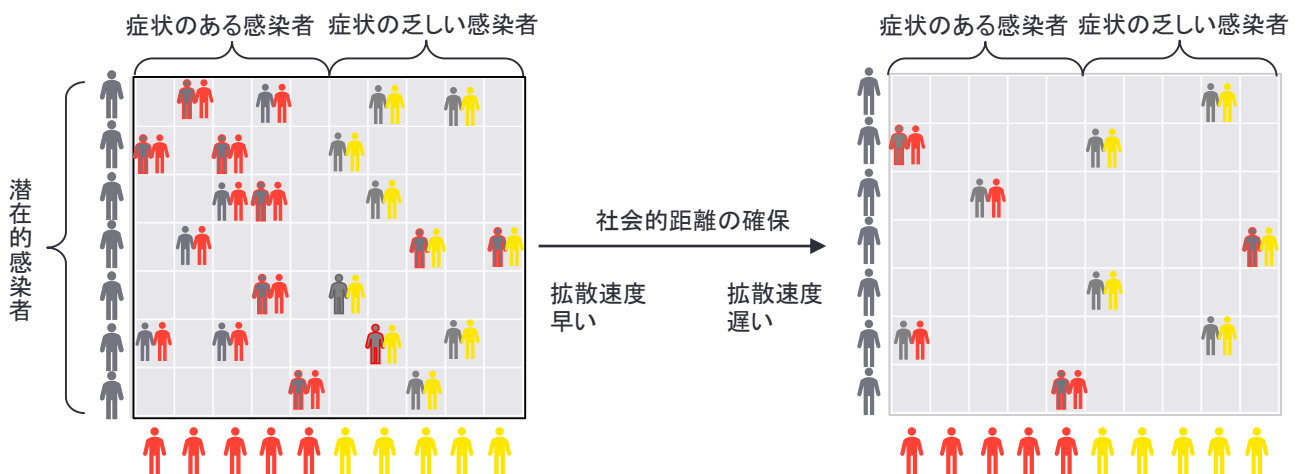 症状のある感染者
症状の乏しい感染者
潜在的感染者
社会的距離の確保
拡散速度
早い
拡散速度
遅い
症状のある感染者
症状の乏しい感染者